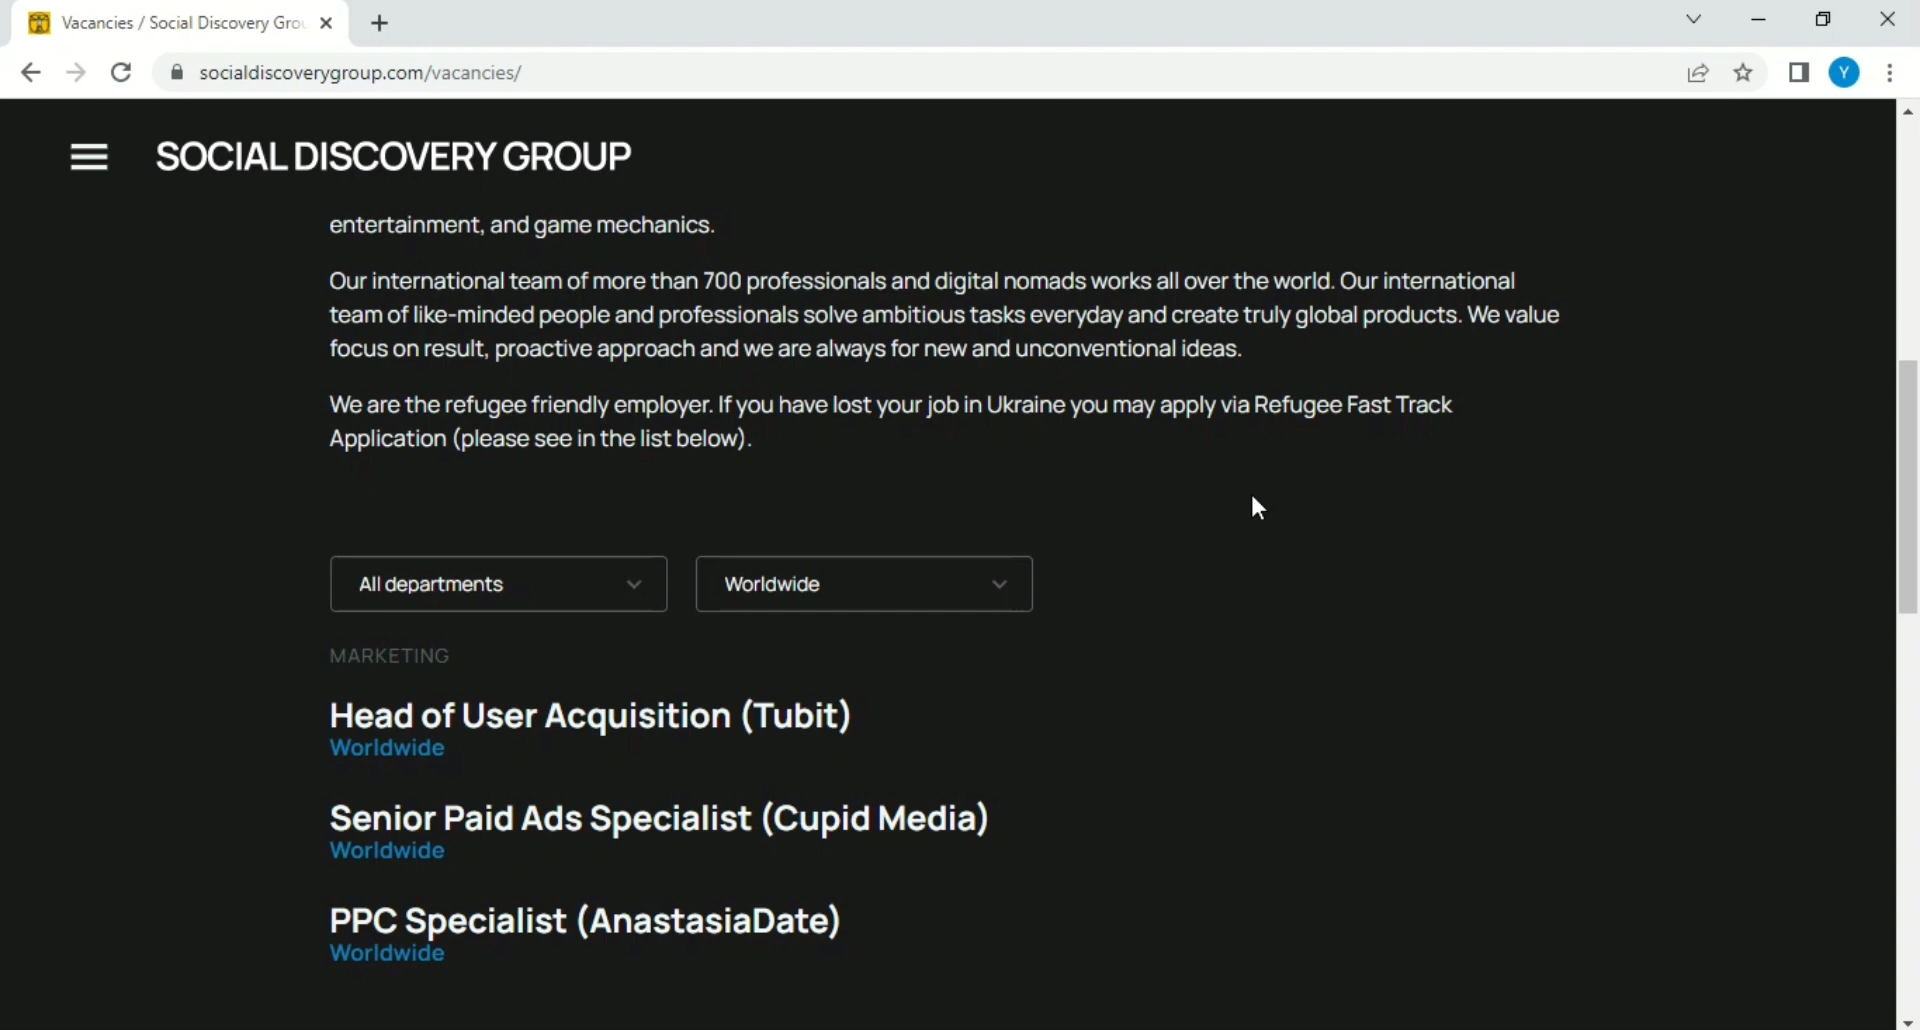 Vacancies / Social Discovery Grou
socialdiscoverygroup.com/vacancies/
Y
SOCIAL DISCOVERY GROUP
entertainment, and game mechanics.
Our international team of more than 700 professionals and digital nomads works all over the world. Our international
team of like-minded people and professionals solve ambitious tasks everyday and create truly global products. We value
focus on result, proactive approach and we are always for new and unconventional ideas.
We are the refugee friendly employer. If you have lost your job in Ukraine you may apply via Refugee Fast Track
Application (please see in the list below).
All departments
Worldwide
MARKETING
Head of User Acquisition (Tubit)
Worldwide
Senior Paid Ads Specialist (Cupid Media)
Worldwide
PPC Specialist (AnastasiaDate)
Worldwide